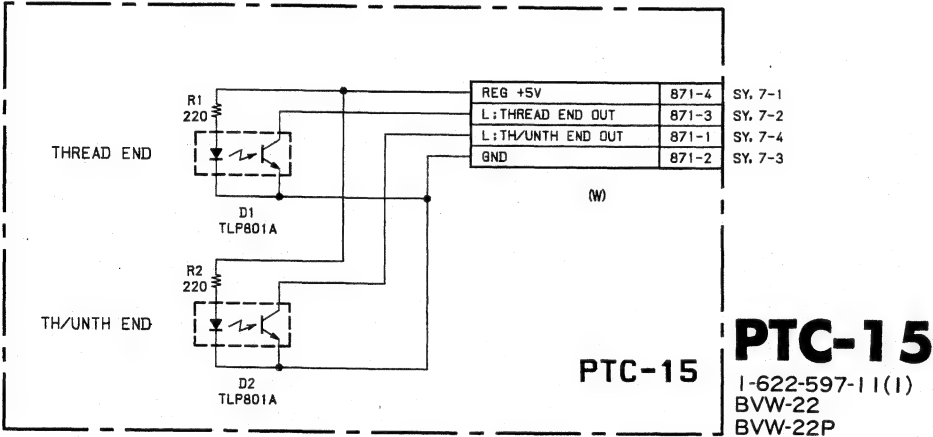 REG +5V 871-4 SY. 7-1
L:THREAD END OUT 871-3 SY. 7-2
L:TH/UNTH END OUT 871-1 SY. 7-4
GND 871-2 SY. 7-3
(W)
R1
220
THREAD END
D1
TLP801A
R2
220
TH/UNTH END
D2
TLP801A
PTC-15
PTC-15
1-622-597-11(1)
BVW-22
BVW-22P